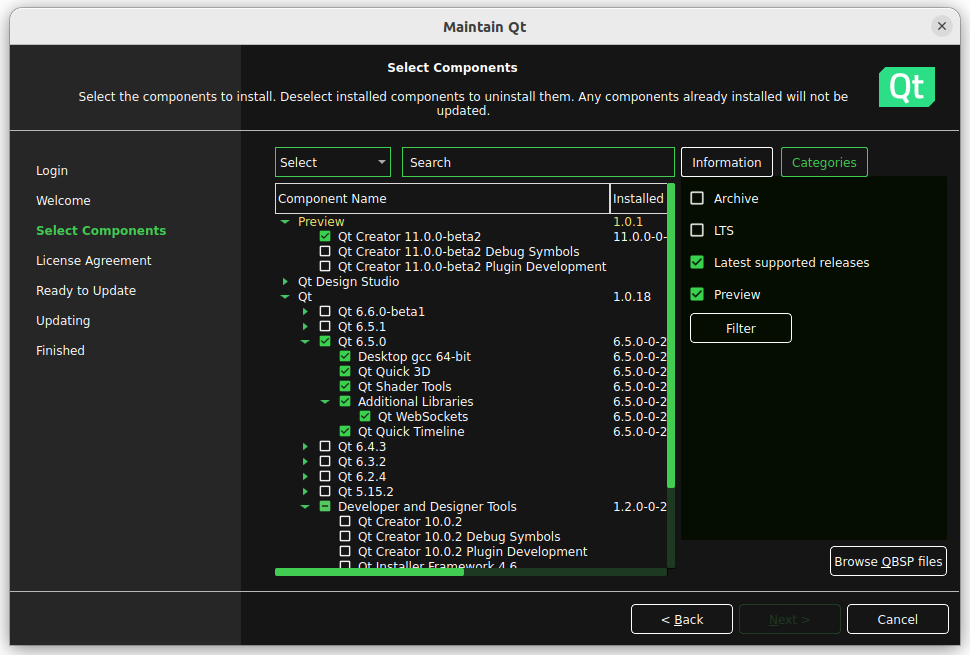 Maintain Qt
Select Components
Qt
Select the components to install. Deselect installed components to uninstall them. Any components already installed will not be
updated.
Login
Welcome
Select Components
License Agreement
Ready to Update
Updating
Finished
Select
Search
Information
Categories
Component Name Installed
Preview 1.0.1
Qt Creator 11.0.0-beta2 11.0.0-0-
Qt Creator 11.0.0-beta2 Debug Symbols
Qt Creator 11.0.0-beta2 Plugin Development
Qt Design Studio
Qt 1.0.18
Qt 6.6.0-beta1
Qt 6.5.1
Qt 6.5.0 6.5.0-0-2
Desktop gcc 64-bit 6.5.0-0-2
Qt Quick 3D 6.5.0-0-2
Qt Shader Tools 6.5.0-0-2
Additional Libraries 6.5.0-0-2
Qt WebSockets 6.5.0-0-2
Qt Quick Timeline 6.5.0-0-2
Qt 6.4.3
Qt 6.3.2
Qt 6.2.4
Qt 5.15.2
Developer and Designer Tools 1.2.0-0-2
Qt Creator 10.0.2
Qt Creator 10.0.2 Debug Symbols
Qt Creator 10.0.2 Plugin Development
Qt Installer Framework 4.6
Archive
LTS
Latest supported releases
Preview
Filter
Browse QBSP files
< Back
Next >
Cancel